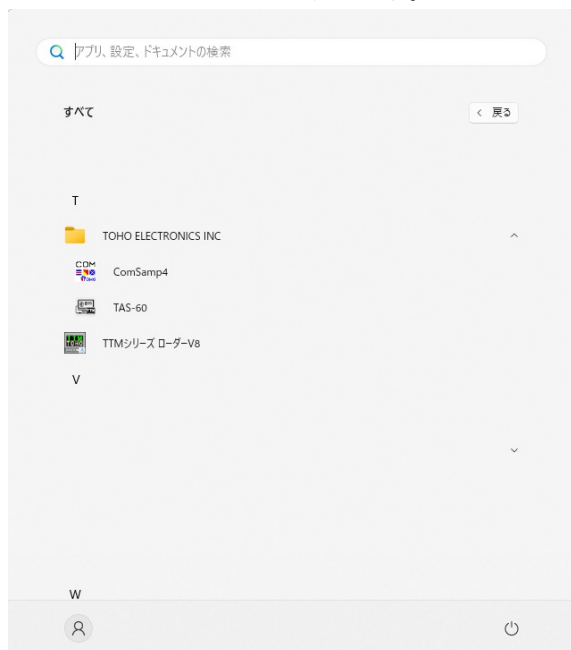 アプリ、設定、ドキュメントの検索
すべて
< 戻る
T
TOHO ELECTRONICS INC
COM
ComSamp4
TAS-60
TTMシリーズ ローダーV8
V
W